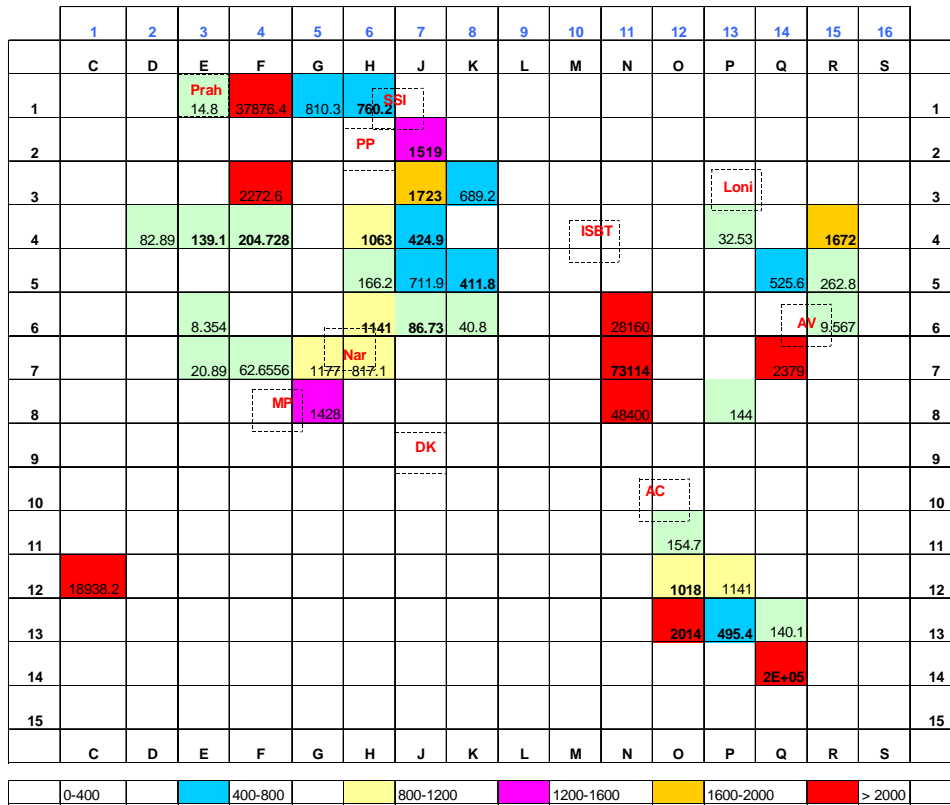 1 2 3 4 5 6 7 8 9 10 11 12 13 14 15 16
C D E F G H J K L M N O P Q R S
Prah SSI
1 14.8 37876.4 810.3 760.2 1
PP
2 1519 2
Loni
3 2272.6 1723 689.2 3
ISBT
4 82.89 139.1 204.728 1063 424.9 32.53 1672 4
5 166.2 711.9 411.8 525.6 262.8 5
AV
6 8.354 1141 86.73 40.8 28160 9.567 6
Nar
7 20.89 62.6556 1177 817.1 73114 2379 7
MP
8 1428 48400 144 8
DK
9 9
AC
10 10
11 154.7 11
12 18938.2 1018 1141 12
13 2014 495.4 140.1 13
14 2E+05 14
15 15
C D E F G H J K L M N O P Q R S
0-400 400-800 800-1200 1200-1600 1600-2000 > 2000